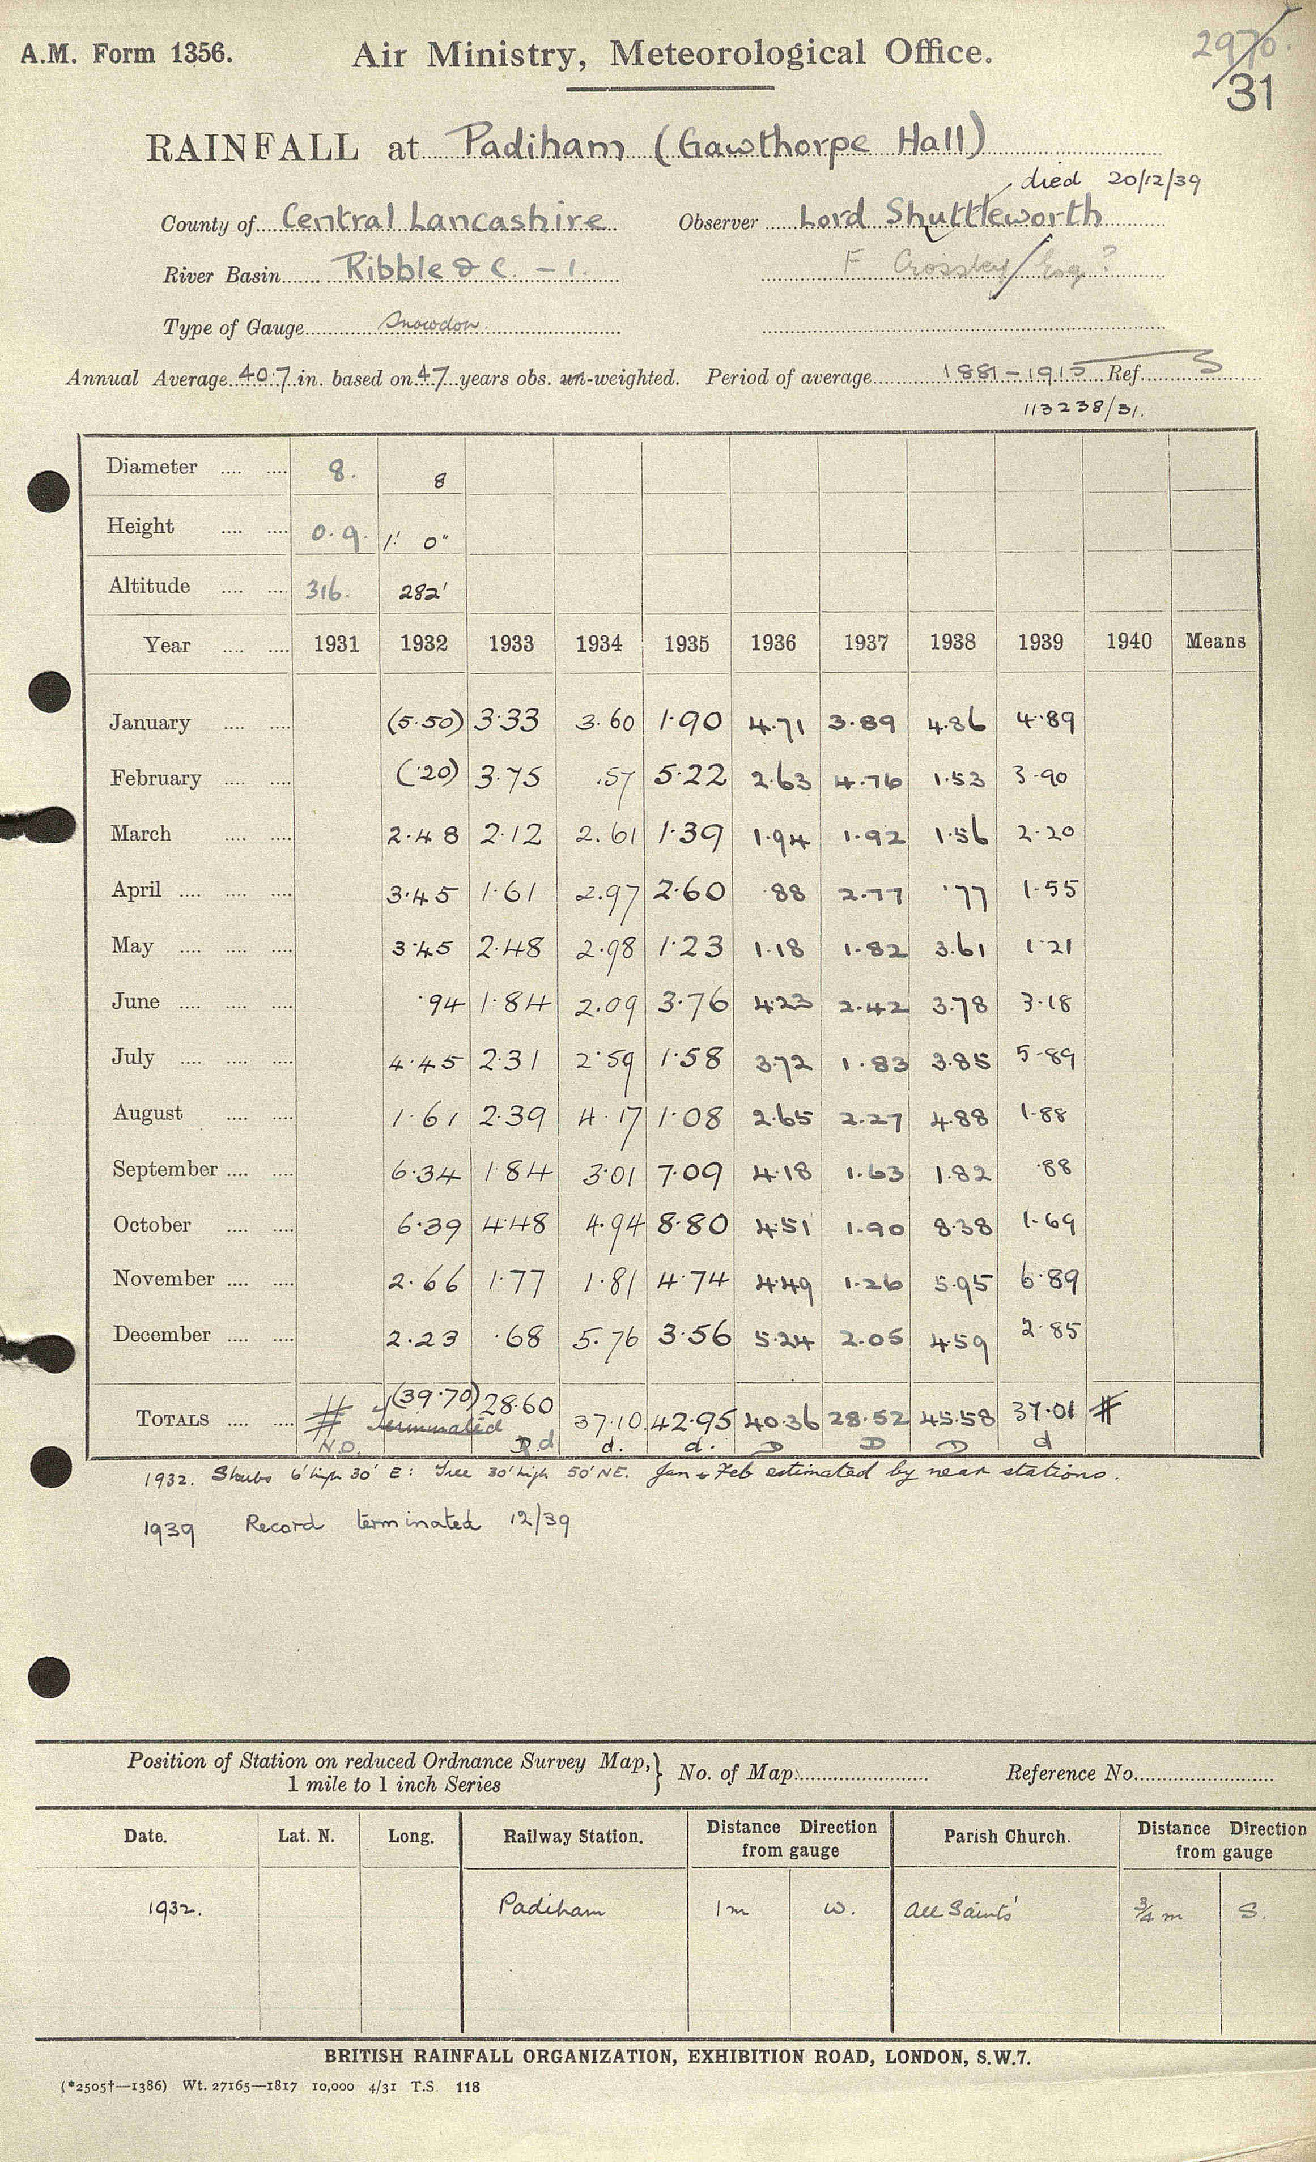 A.M. Form 1356.
Air Ministry, Meteorological Office.
2970.
31
RAINFALL at Padiham (Gawthorpe Hall)
died 20/12/39
County of Central Lancashire Observer Lord Shuttleworth
River Basin Ribble & C. - 1. F Crossley Esq ?
Type of Gauge Snowdon
Annual Average 40.7 in. based on 47 years obs. un-weighted. Period of average 1881-1915 Ref. 3
113238/31.
Diameter 8. 8
Height 0.9. 1' 0"
Altitude 316. 282'
Year 1931 1932 1933 1934 1935 1936 1937 1938 1939 1940 Means
January (5.50) 3.33 3.60 1.90 4.71 3.89 4.86 4.89
February (.20) 3.75 .57 5.22 2.63 4.76 1.53 3.90
March 2.48 2.12 2.61 1.39 1.94 1.92 1.56 2.20
April 3.45 1.61 2.97 2.60 .88 2.77 .77 1.55
May 3.45 2.48 2.98 1.23 1.18 1.82 3.61 1.21
June .94 1.84 2.09 3.76 4.23 2.42 3.78 3.18
July 4.45 2.31 2.59 1.58 3.72 1.83 3.85 5.89
August 1.61 2.39 4.17 1.08 2.65 2.27 4.88 1.88
September 6.34 1.84 3.01 7.09 4.18 1.63 1.82 .88
October 6.39 4.48 4.94 8.80 4.51 1.90 8.38 1.69
November 2.66 1.77 1.81 4.74 4.49 1.26 5.95 6.89
December 2.23 .68 5.76 3.56 5.24 2.05 4.59 2.85
TOTALS # (39.70) 28.60 37.10 42.95 40.36 28.52 45.58 37.01 #
N.D. terminated D d d. d. D D D d
1932. Shrubs 6' high 30' E: Tree 30' high 50' NE. Jan & Feb estimated by near stations.
1939 Record terminated 12/39
Position of Station on reduced Ordnance Survey Map, 1 mile to 1 inch Series } No. of Map Reference No.
Date. Lat. N. Long. Railway Station. Distance Direction from gauge Parish Church. Distance Direction from gauge
1932. Padiham 1 m W. All Saints' 3/4 m S.
BRITISH RAINFALL ORGANIZATION, EXHIBITION ROAD, LONDON, S.W.7.
(*2505†—1386) Wt. 27165—1817 10,000 4/31 T.S. 118